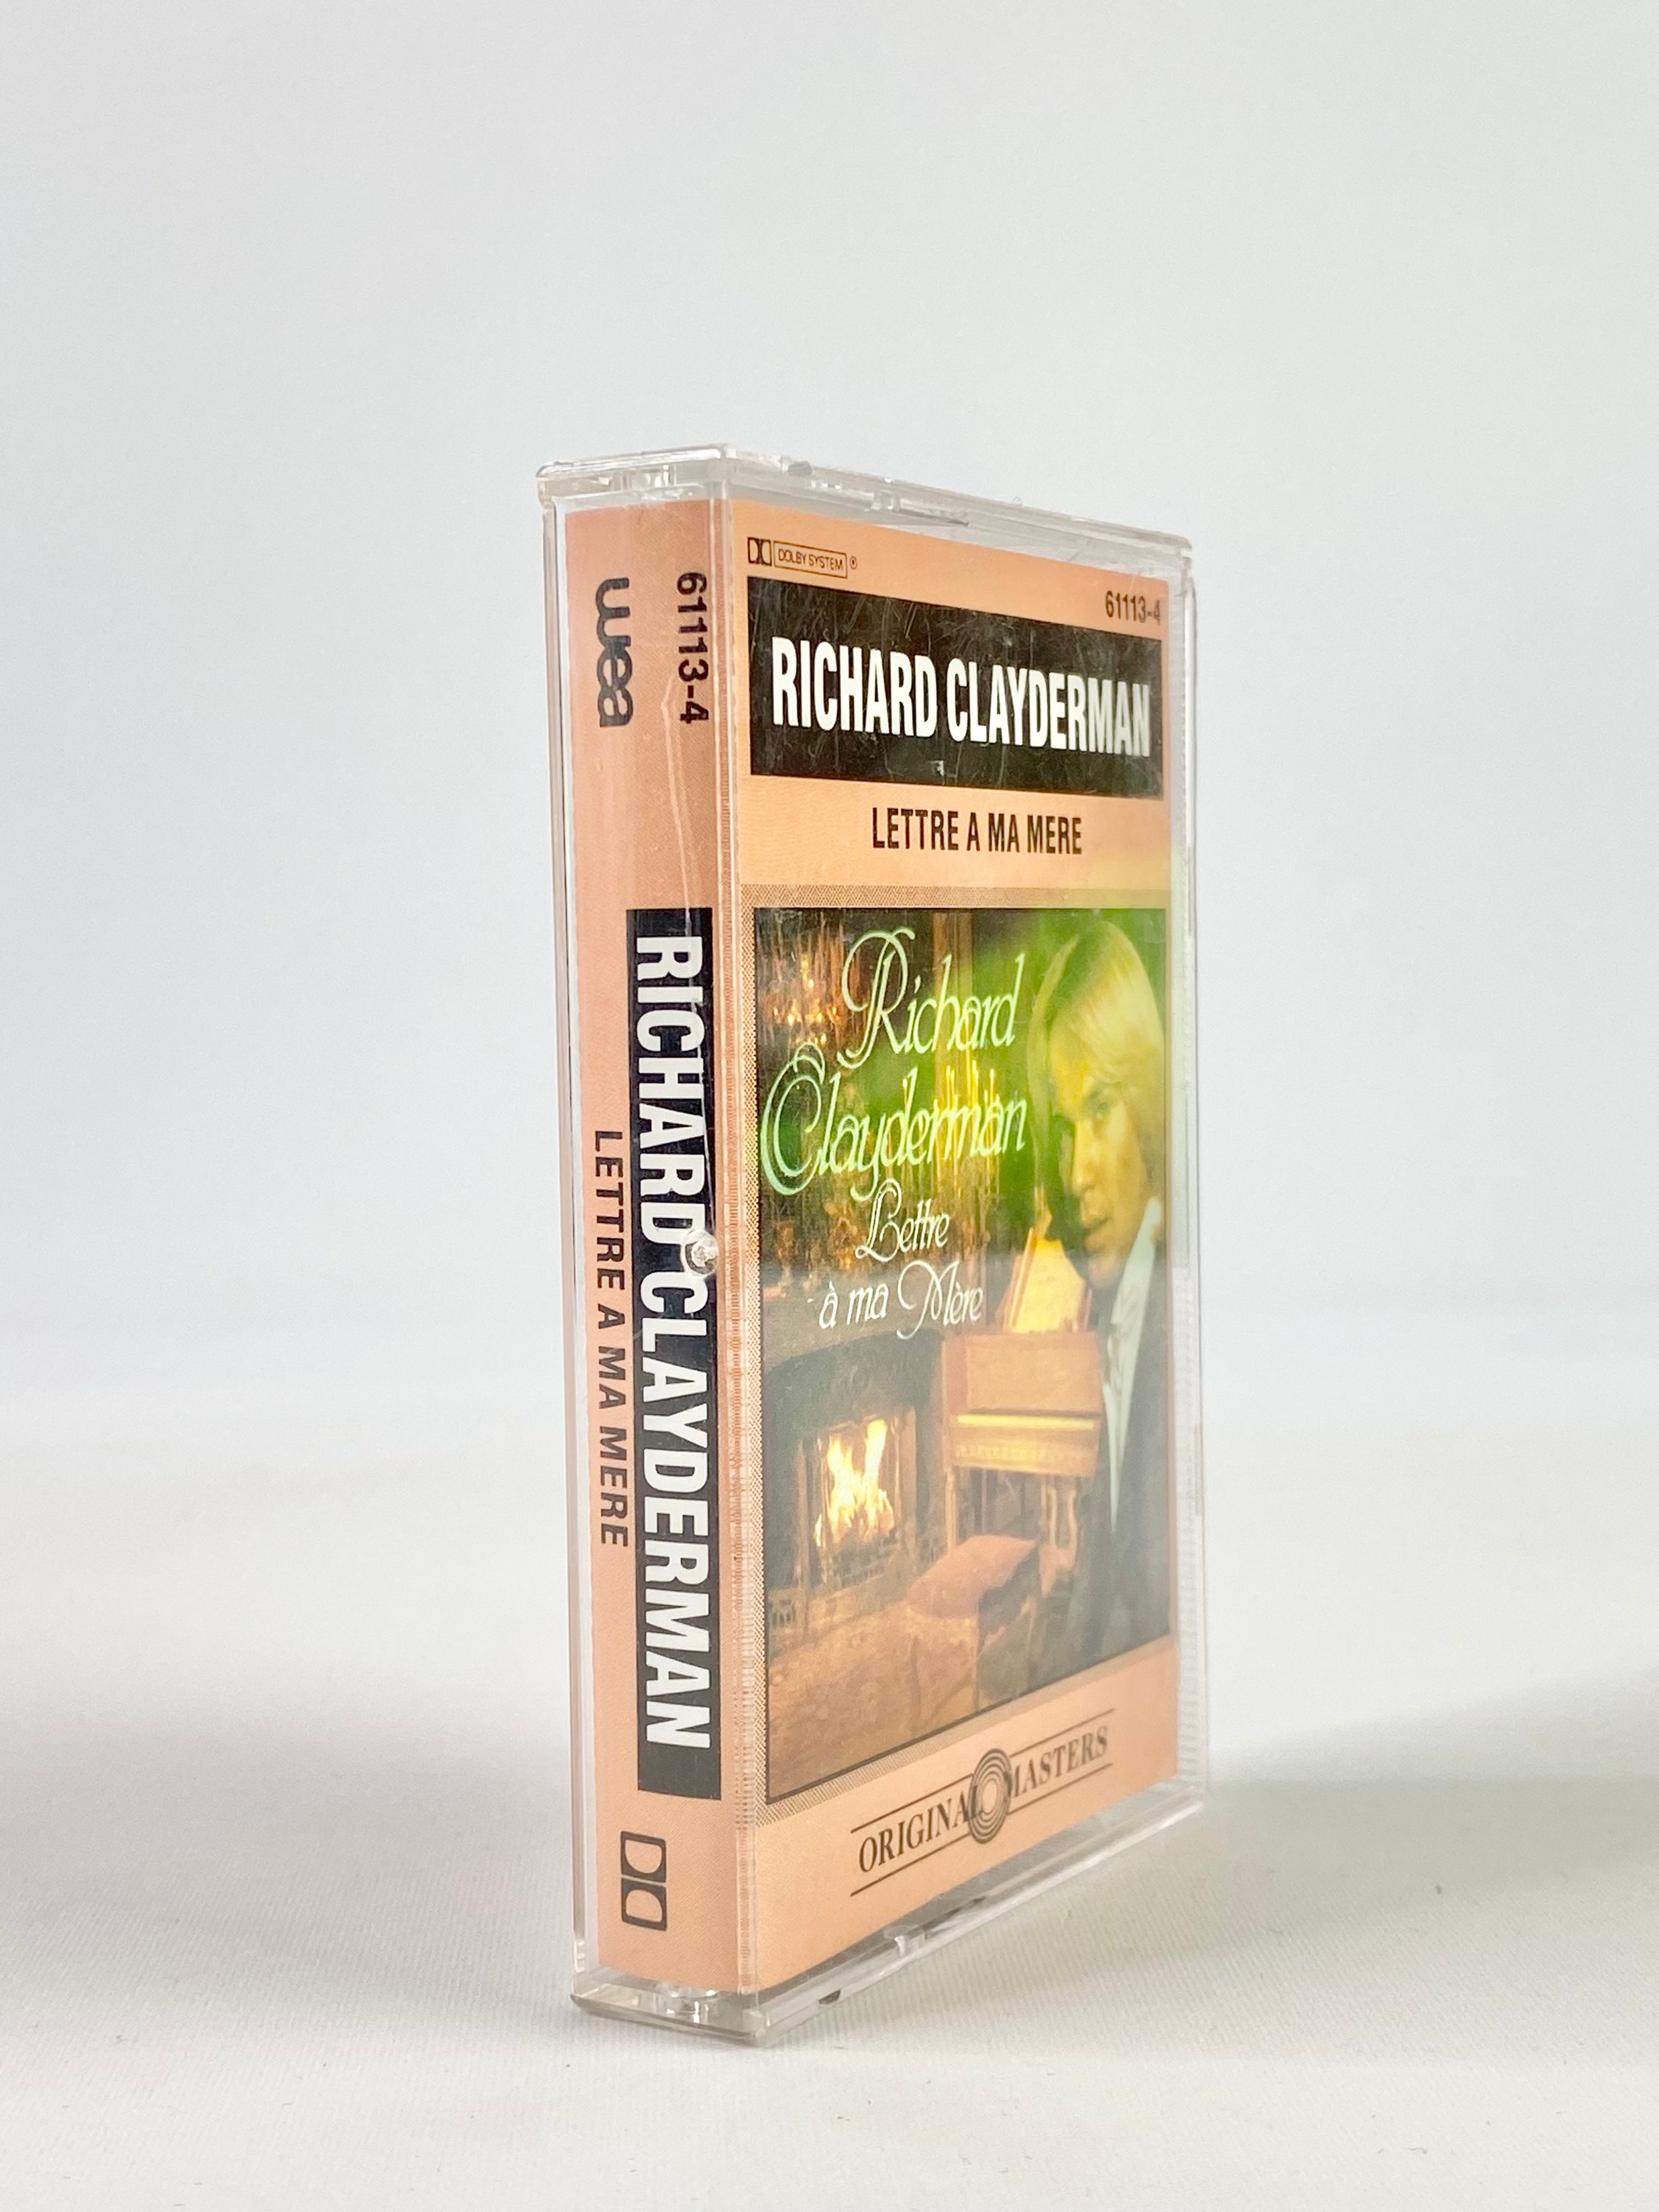 wea
61113-4
RICHARD CLAYDERMAN
LETTRE A MA MERE
DOLBY SYSTEM ®
61113-4
RICHARD CLAYDERMAN
LETTRE A MA MERE
Richard
Clayderman
Lettre
à ma Mère
ORIGINAL MASTERS